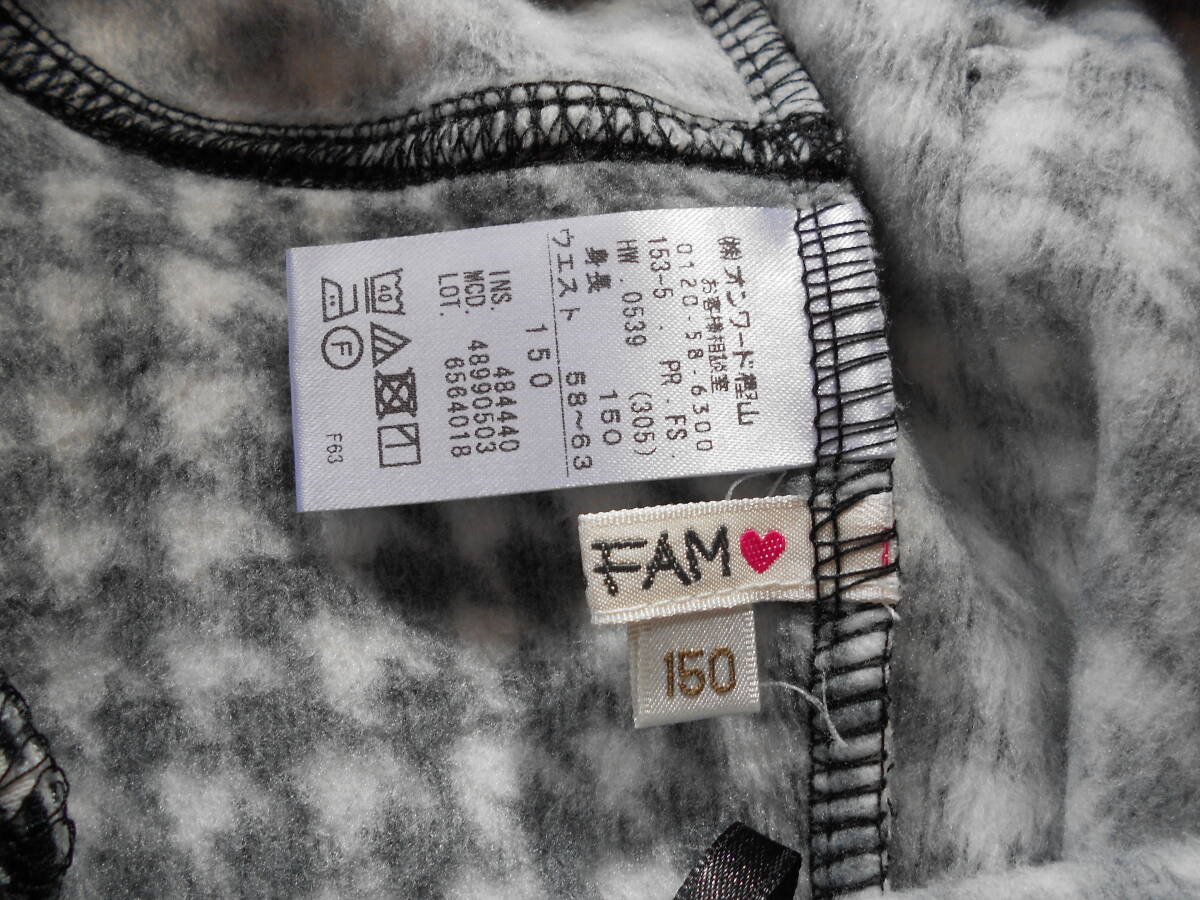 ㈱オンワード樫山
お客様相談室
0120-58-6300
153-5. PR. FS.
HW. 0539 (305)
身長 150
ウエスト 58~63
150
INS. 484440
MCD. 48990503
LOT. 6564018
40
F
F63
FAM
150